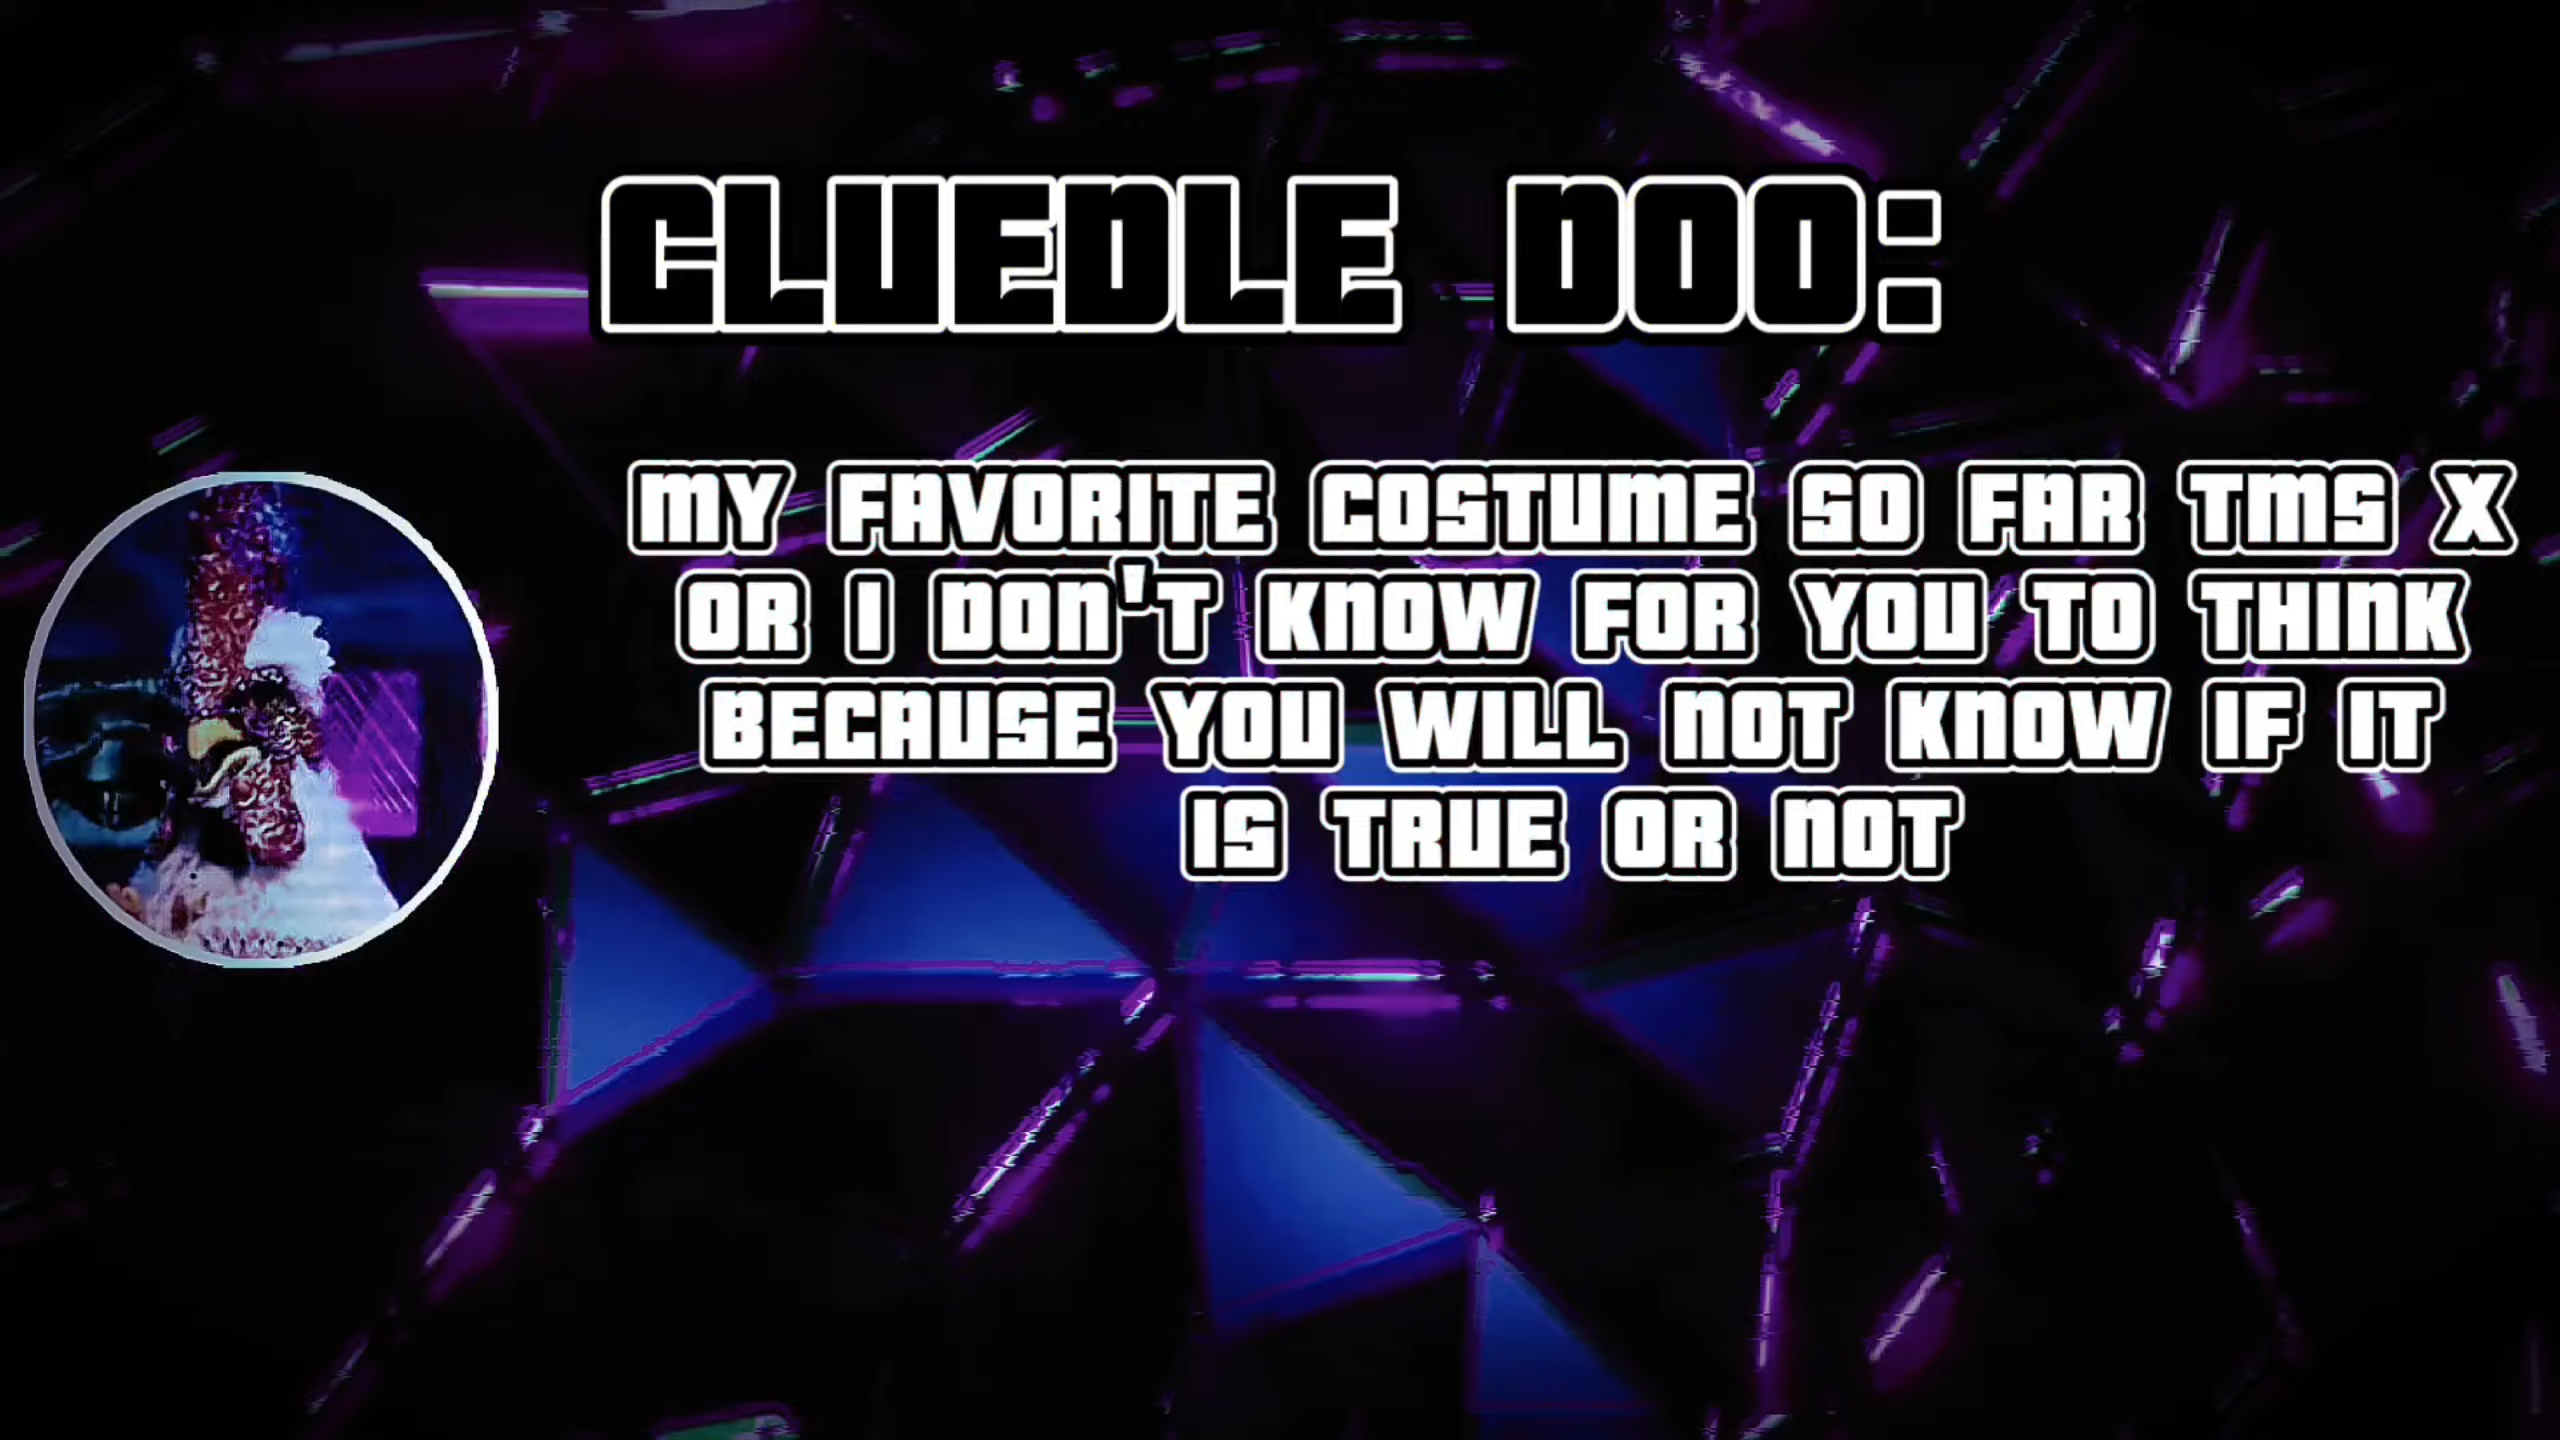 CLUEDLE DOO:
MY FAVORITE COSTUME SO FAR TMS X
OR I DON'T KNOW FOR YOU TO THINK
BECAUSE YOU WILL NOT KNOW IF IT
IS TRUE OR NOT